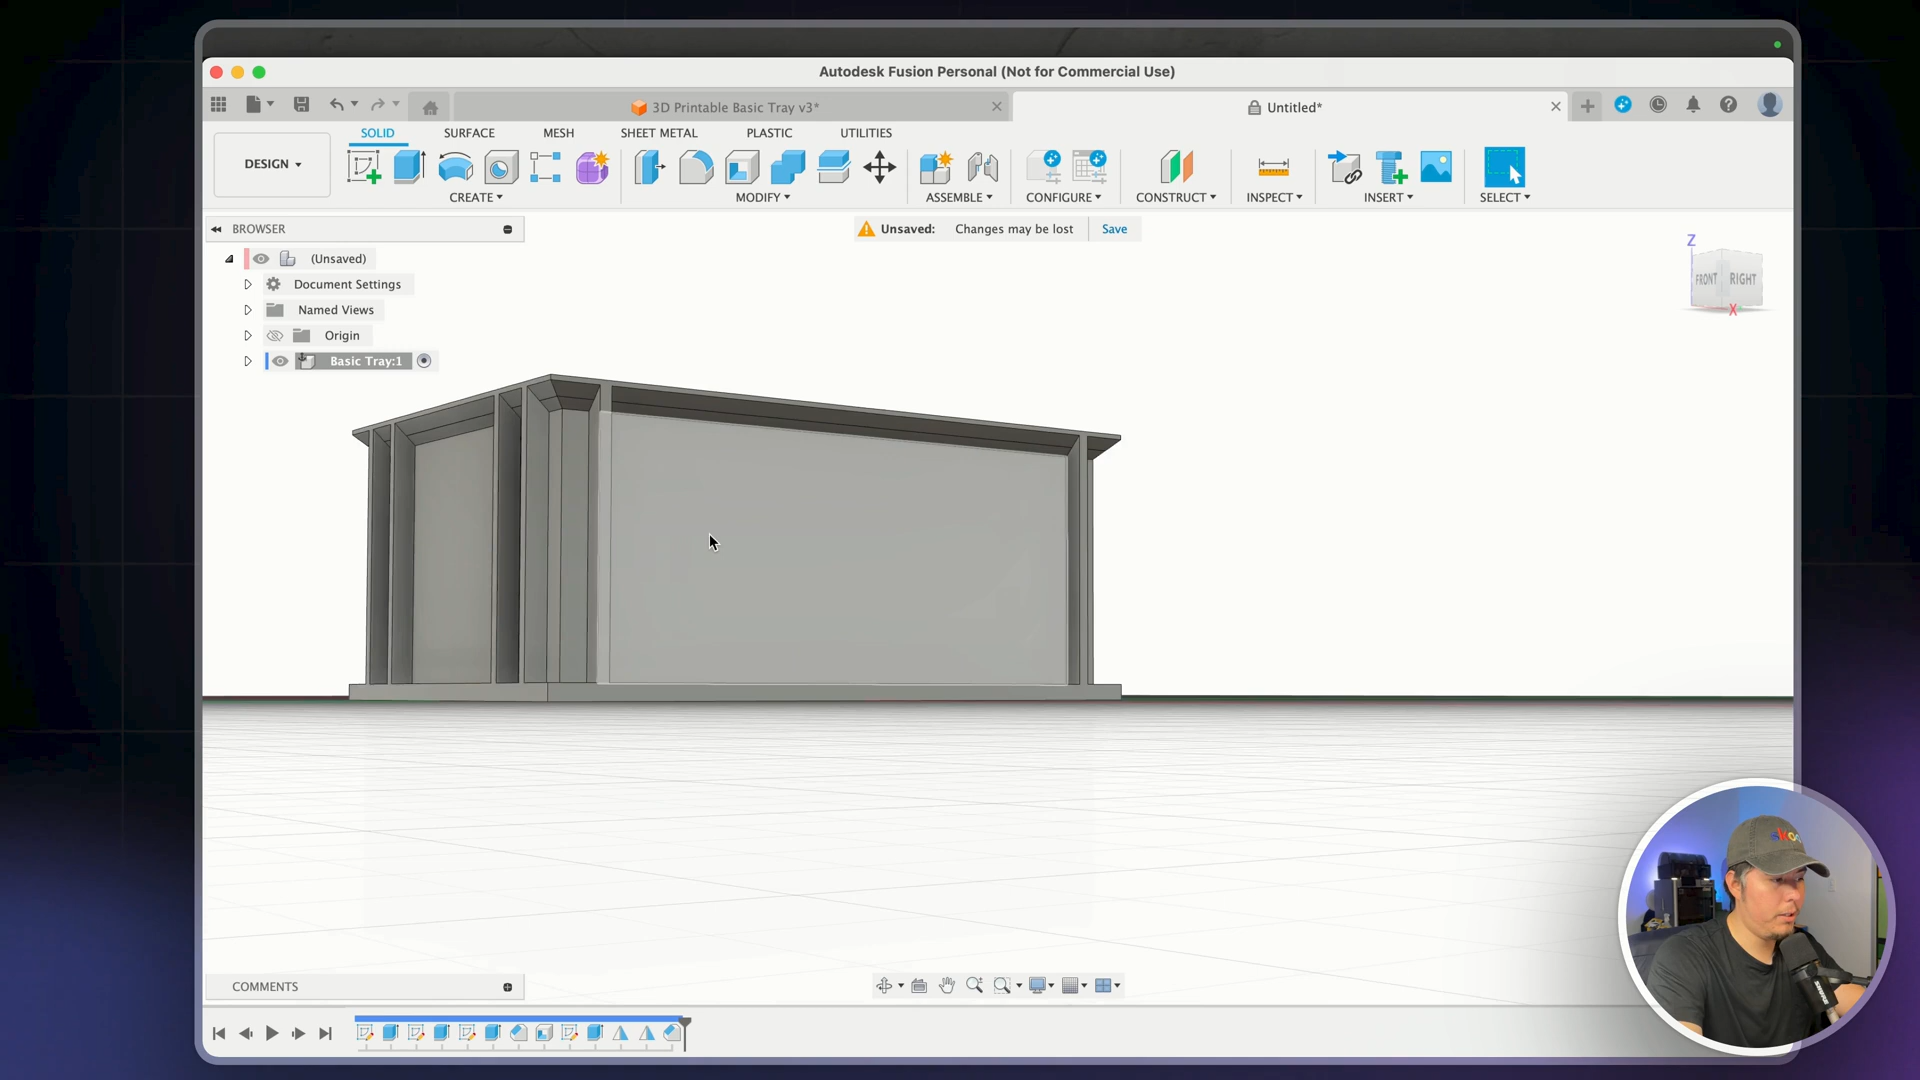 Autodesk Fusion Personal (Not for Commercial Use)
3D Printable Basic Tray v3*
Untitled*
SOLID SURFACE MESH SHEET METAL PLASTIC UTILITIES
DESIGN
CREATE MODIFY ASSEMBLE CONFIGURE CONSTRUCT INSPECT INSERT SELECT
BROWSER
Unsaved: Changes may be lost Save
(Unsaved)
Document Settings
Named Views
Origin
Basic Tray:1
Z
FRONT RIGHT
X
COMMENTS
SHURE